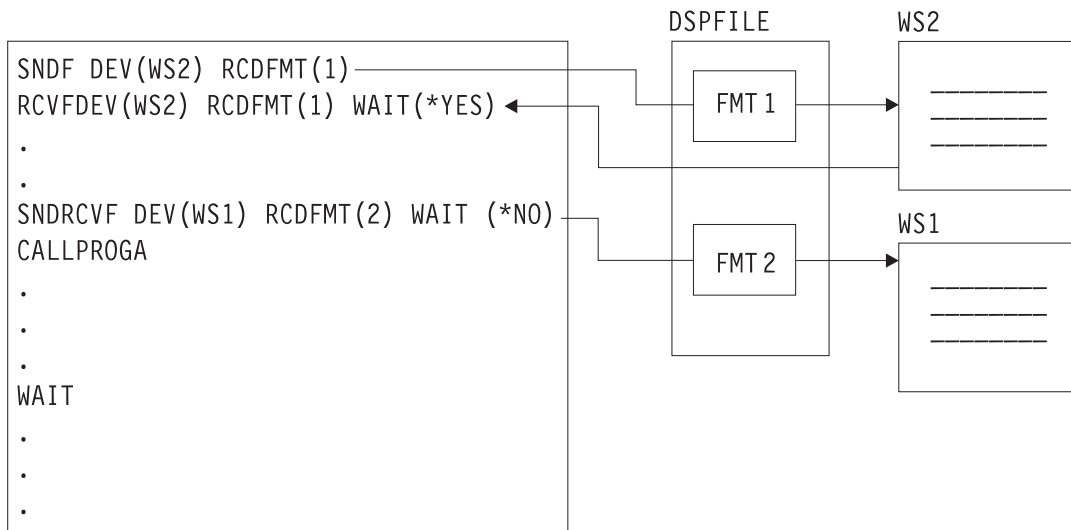 SNDF DEV(WS2) RCDFMT(1)
RCVFDEV(WS2) RCDFMT(1) WAIT(*YES)
.
.
SNDRCVF DEV(WS1) RCDFMT(2) WAIT (*NO)
CALLPROGA
.
.
.
WAIT
.
.
.
DSPFILE
FMT 1
FMT 2
WS2
WS1